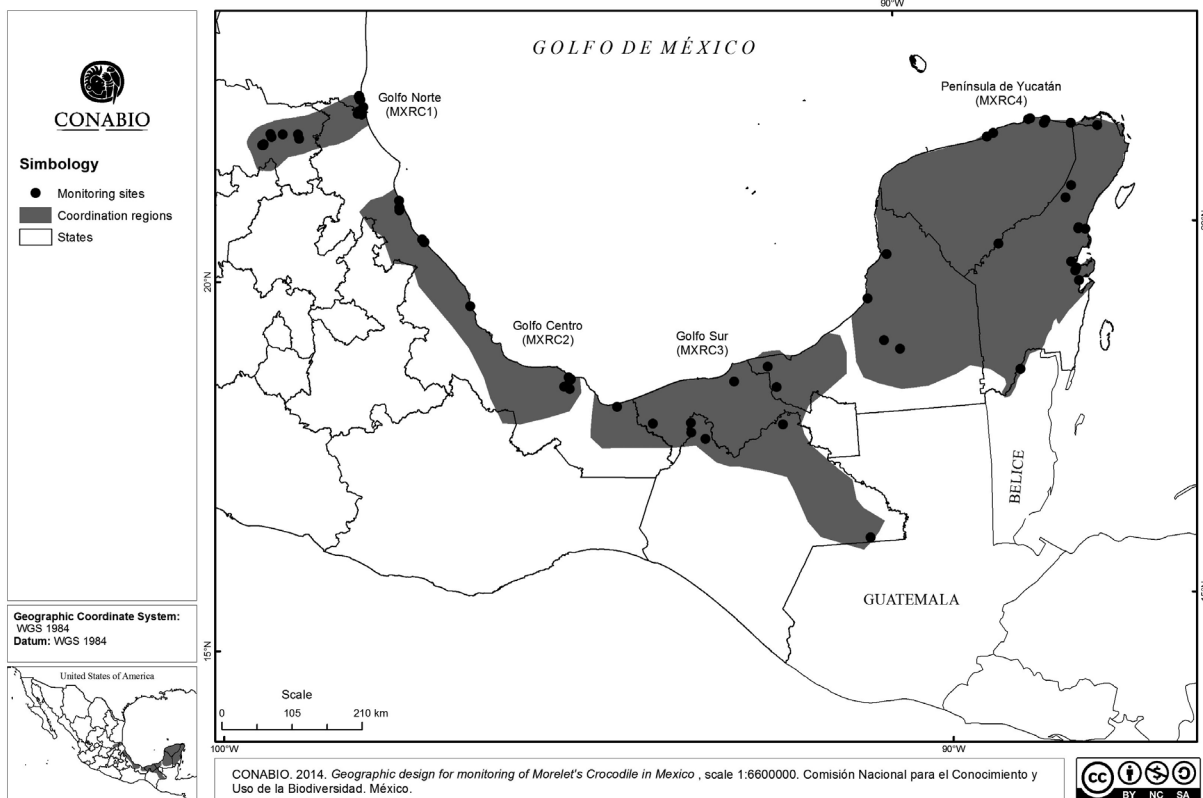 CONABIO
Simbology
Monitoring sites
Coordination regions
States
Geographic Coordinate System:
WGS 1984
Datum: WGS 1984
United States of America
90°W
GOLFO DE MÉXICO
Golfo Norte
(MXRC1)
Península de Yucatán
(MXRC4)
20°N
Golfo Centro
(MXRC2)
Golfo Sur
(MXRC3)
BELICE
GUATEMALA
15°N
Scale
0 105 210 km
100°W
90°W
CONABIO. 2014. Geographic design for monitoring of Morelet's Crocodile in Mexico , scale 1:6600000. Comisión Nacional para el Conocimiento y
Uso de la Biodiversidad. México.
cc
BY NC SA